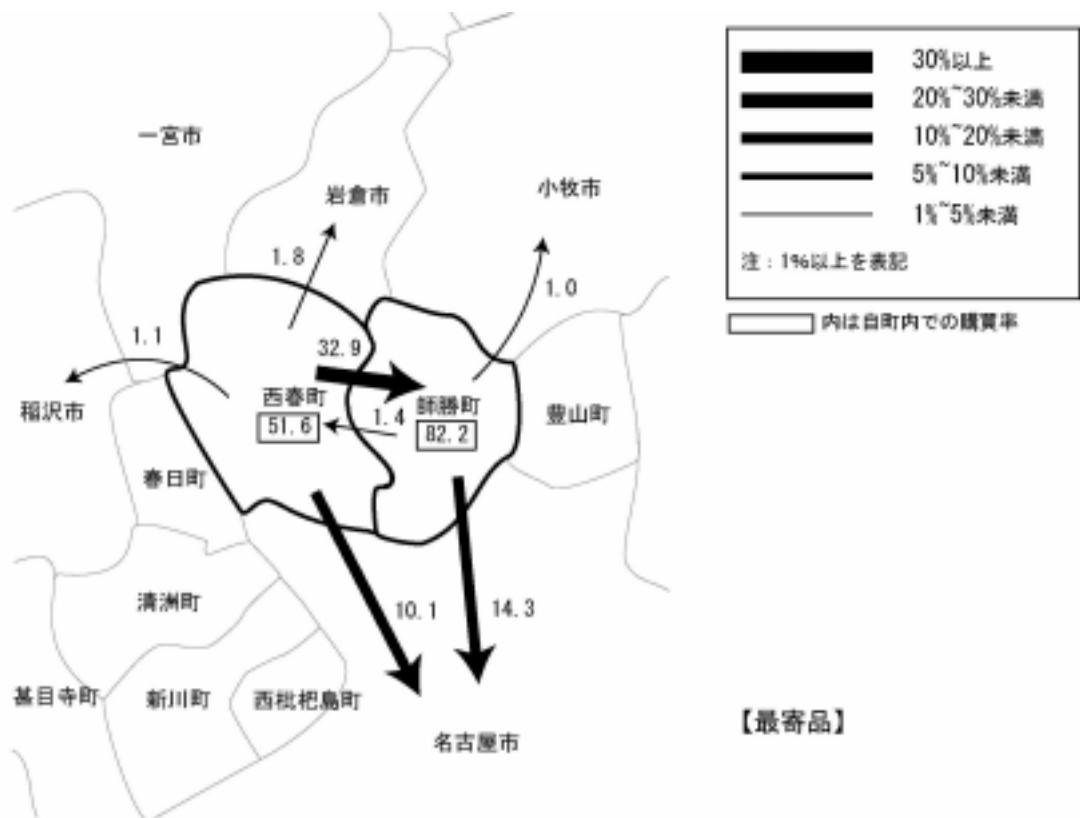 30%以上
20%~30%未満
10%~20%未満
5%~10%未満
1%~5%未満
注：1%以上を表記
内は自町内での購買率
一宮市
岩倉市
小牧市
1.8
1.0
1.1
32.9
稲沢市
西春町
51.6
1.4
師勝町
82.2
豊山町
春日町
清洲町
10.1
14.3
甚目寺町
新川町
西枇杷島町
名古屋市
【最寄品】